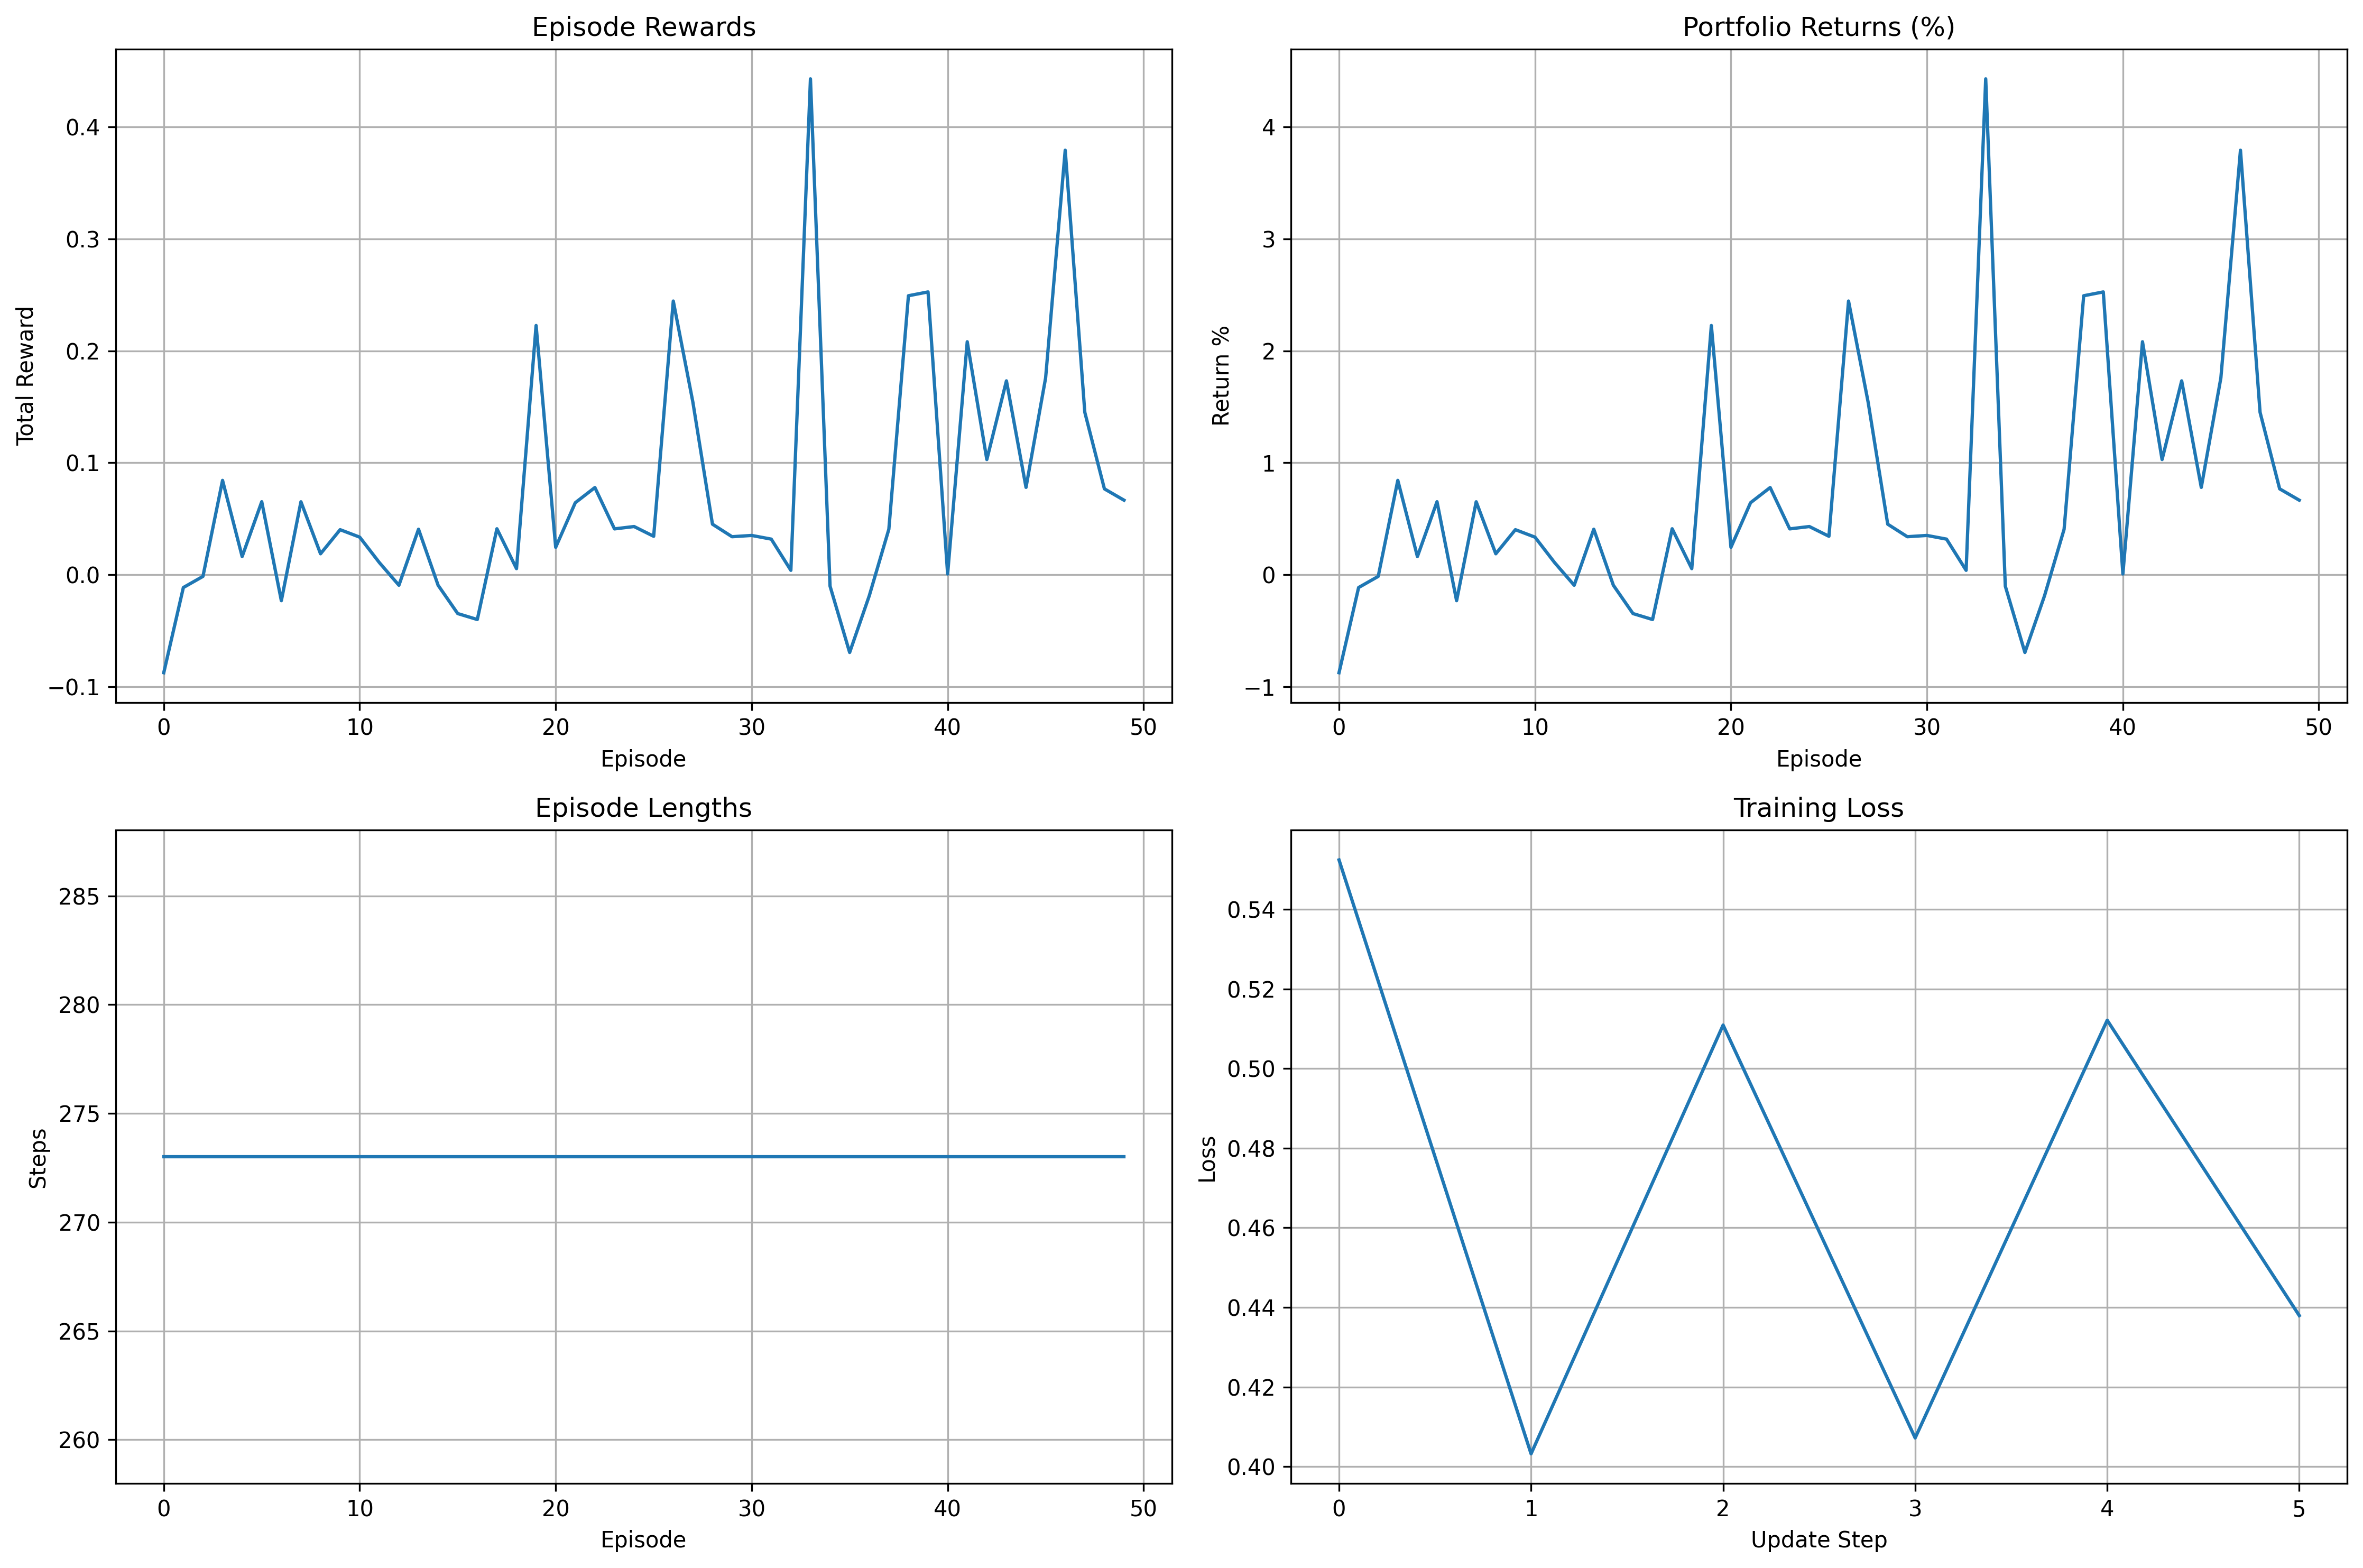 Episode Rewards
Total Reward
0.4
0.3
0.2
0.1
0.0
−0.1
0 10 20 30 40 50
Episode
Portfolio Returns (%)
Return %
4
3
2
1
0
−1
0 10 20 30 40 50
Episode
Episode Lengths
Steps
285
280
275
270
265
260
0 10 20 30 40 50
Episode
Training Loss
Loss
0.54
0.52
0.50
0.48
0.46
0.44
0.42
0.40
0 1 2 3 4 5
Update Step